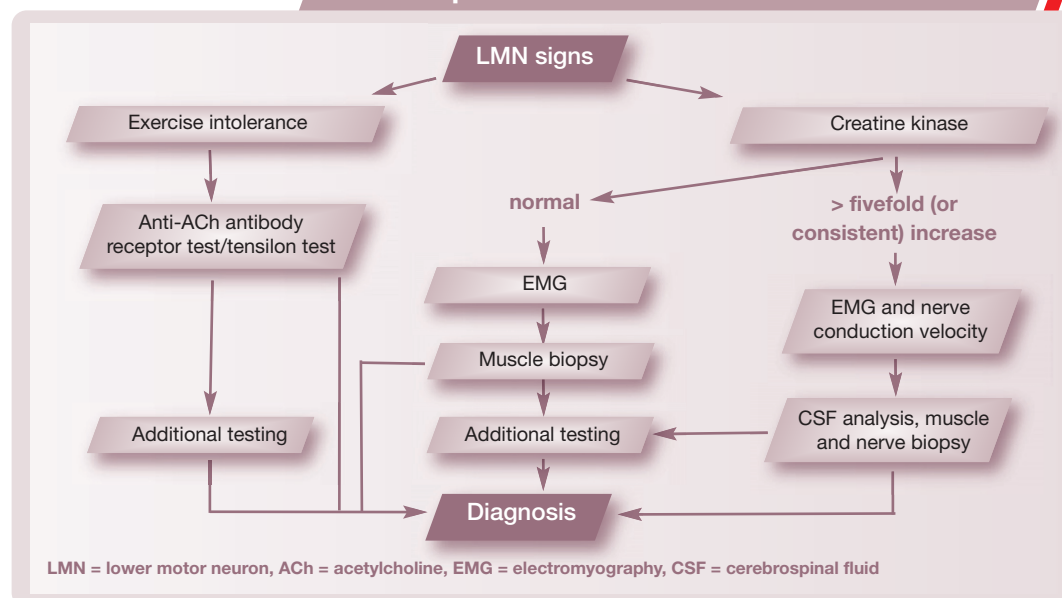 LMN signs
Exercise intolerance
Creatine kinase
Anti-ACh antibody
receptor test/tensilon test
normal
> fivefold (or
consistent) increase
EMG
EMG and nerve
conduction velocity
Muscle biopsy
Additional testing
Additional testing
CSF analysis, muscle
and nerve biopsy
Diagnosis
LMN = lower motor neuron, ACh = acetylcholine, EMG = electromyography, CSF = cerebrospinal fluid